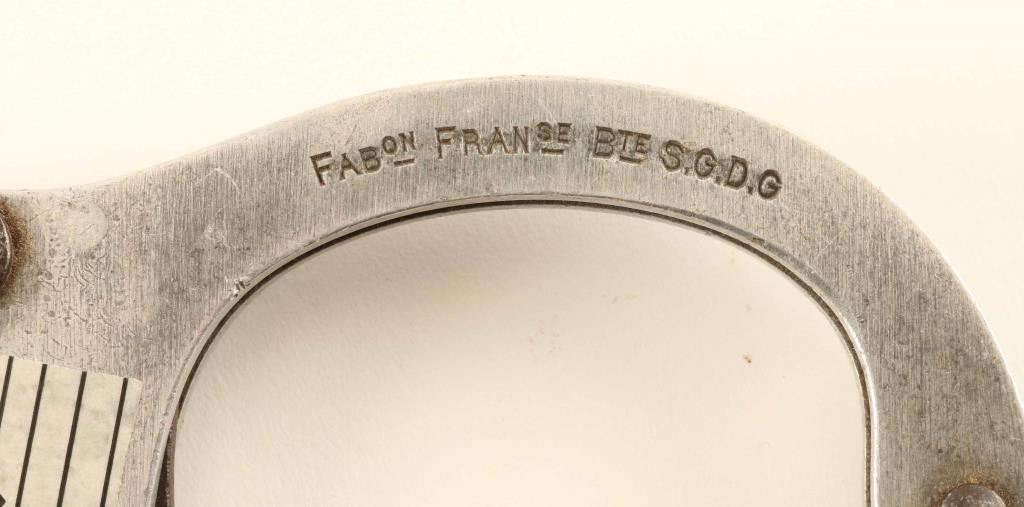 FABON FRANSE BTE S.G.D.G